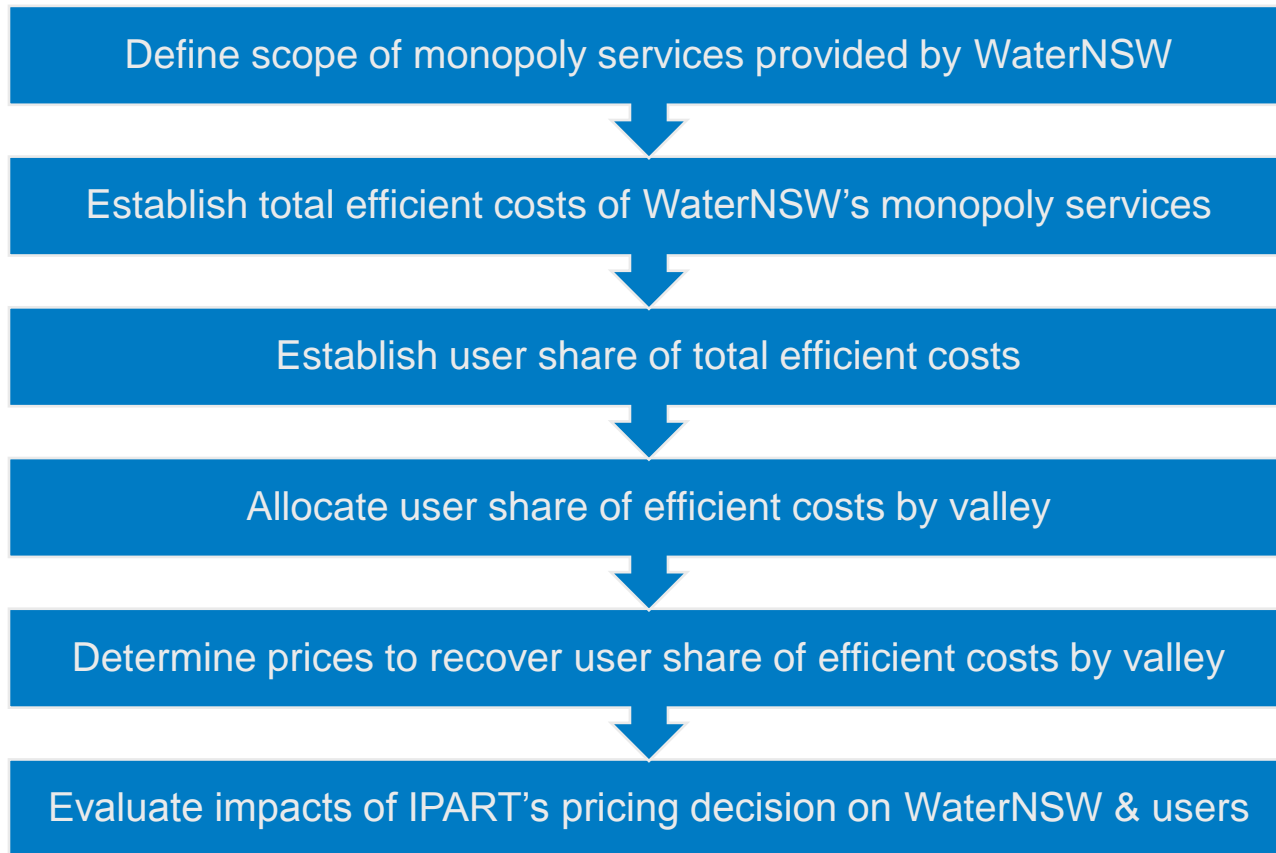 Define scope of monopoly services provided by WaterNSW
Establish total efficient costs of WaterNSW’s monopoly services
Establish user share of total efficient costs
Allocate user share of efficient costs by valley
Determine prices to recover user share of efficient costs by valley
Evaluate impacts of IPART’s pricing decision on WaterNSW & users